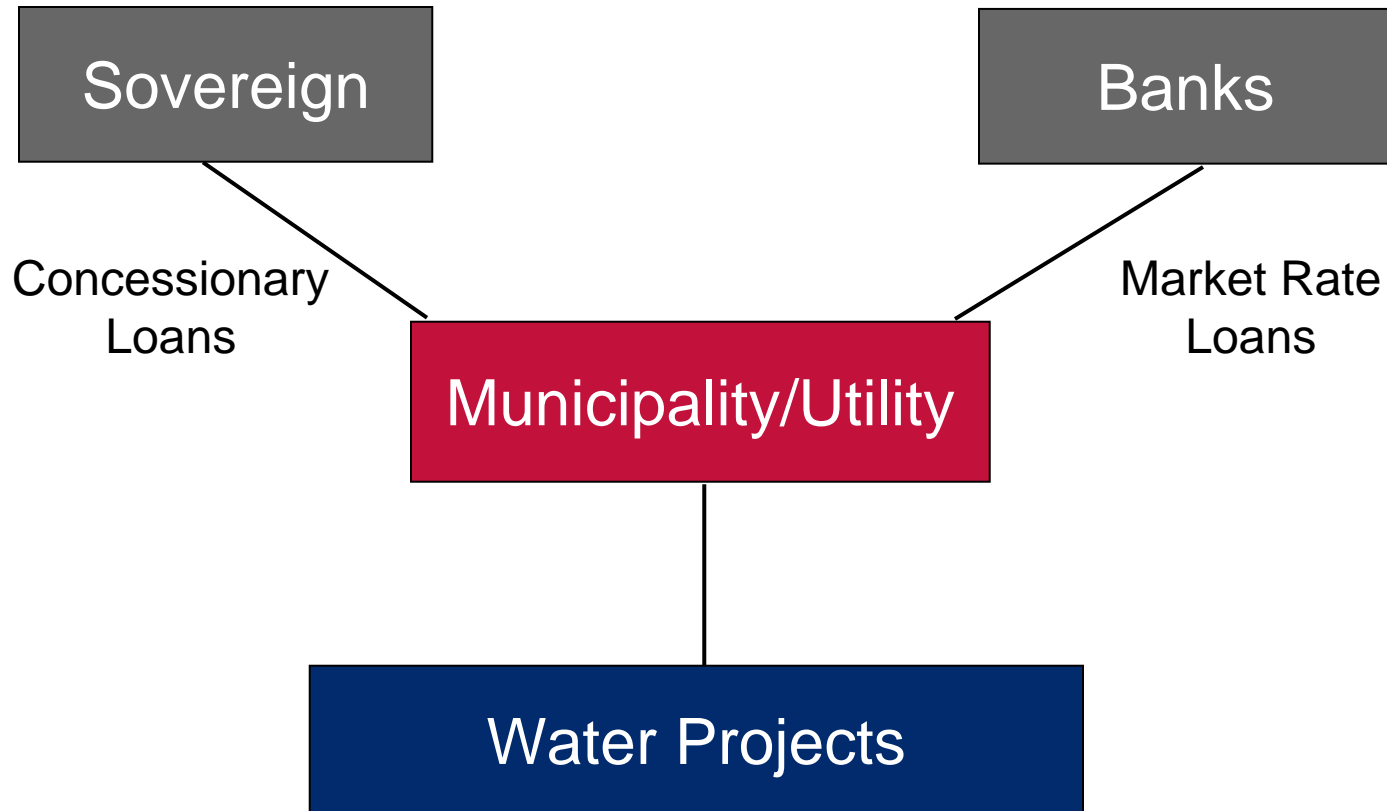 Sovereign
Banks
Concessionary
Loans
Market Rate
Loans
Municipality/Utility
Water Projects